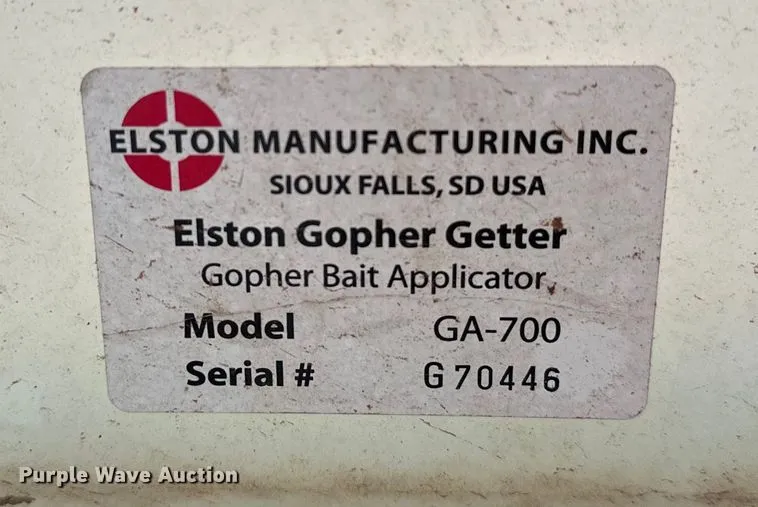 ELSTON MANUFACTURING INC.
SIOUX FALLS, SD USA
Elston Gopher Getter
Gopher Bait Applicator
Model GA-700
Serial # G70446
Purple Wave Auction